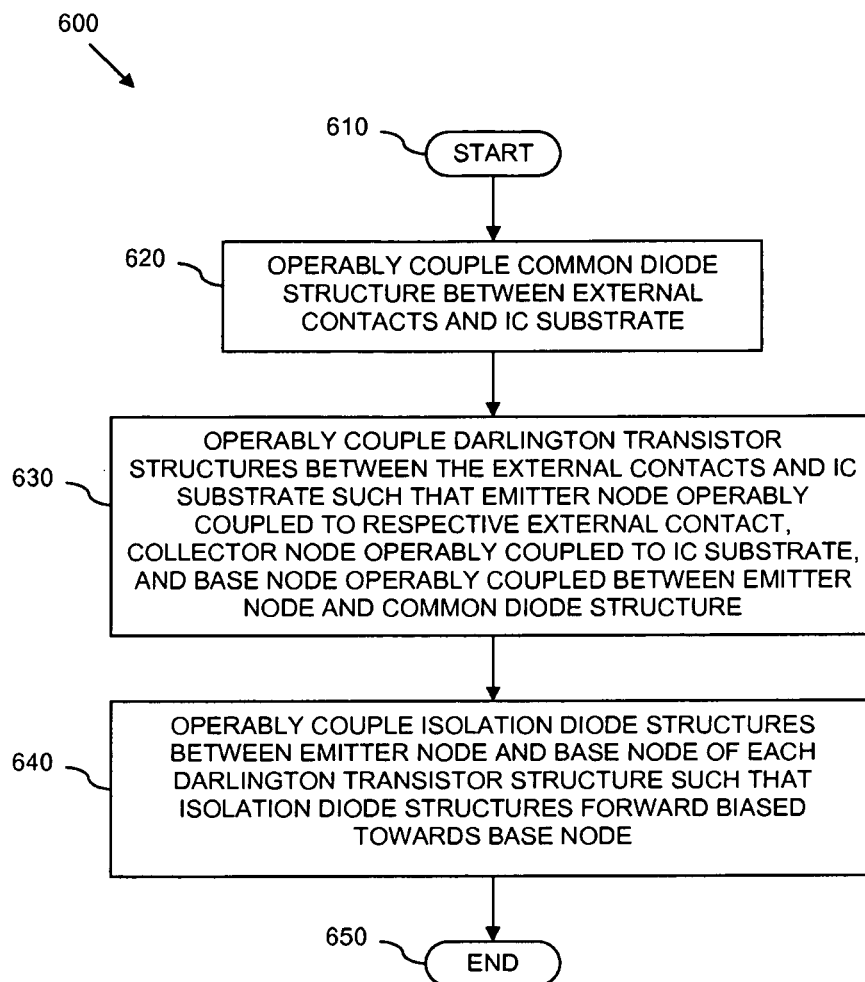 600
610
START
620
OPERABLY COUPLE COMMON DIODE
STRUCTURE BETWEEN EXTERNAL
CONTACTS AND IC SUBSTRATE
630
OPERABLY COUPLE DARLINGTON TRANSISTOR
STRUCTURES BETWEEN THE EXTERNAL CONTACTS AND IC
SUBSTRATE SUCH THAT EMITTER NODE OPERABLY
COUPLED TO RESPECTIVE EXTERNAL CONTACT,
COLLECTOR NODE OPERABLY COUPLED TO IC SUBSTRATE,
AND BASE NODE OPERABLY COUPLED BETWEEN EMITTER
NODE AND COMMON DIODE STRUCTURE
640
OPERABLY COUPLE ISOLATION DIODE STRUCTURES
BETWEEN EMITTER NODE AND BASE NODE OF EACH
DARLINGTON TRANSISTOR STRUCTURE SUCH THAT
ISOLATION DIODE STRUCTURES FORWARD BIASED
TOWARDS BASE NODE
650
END